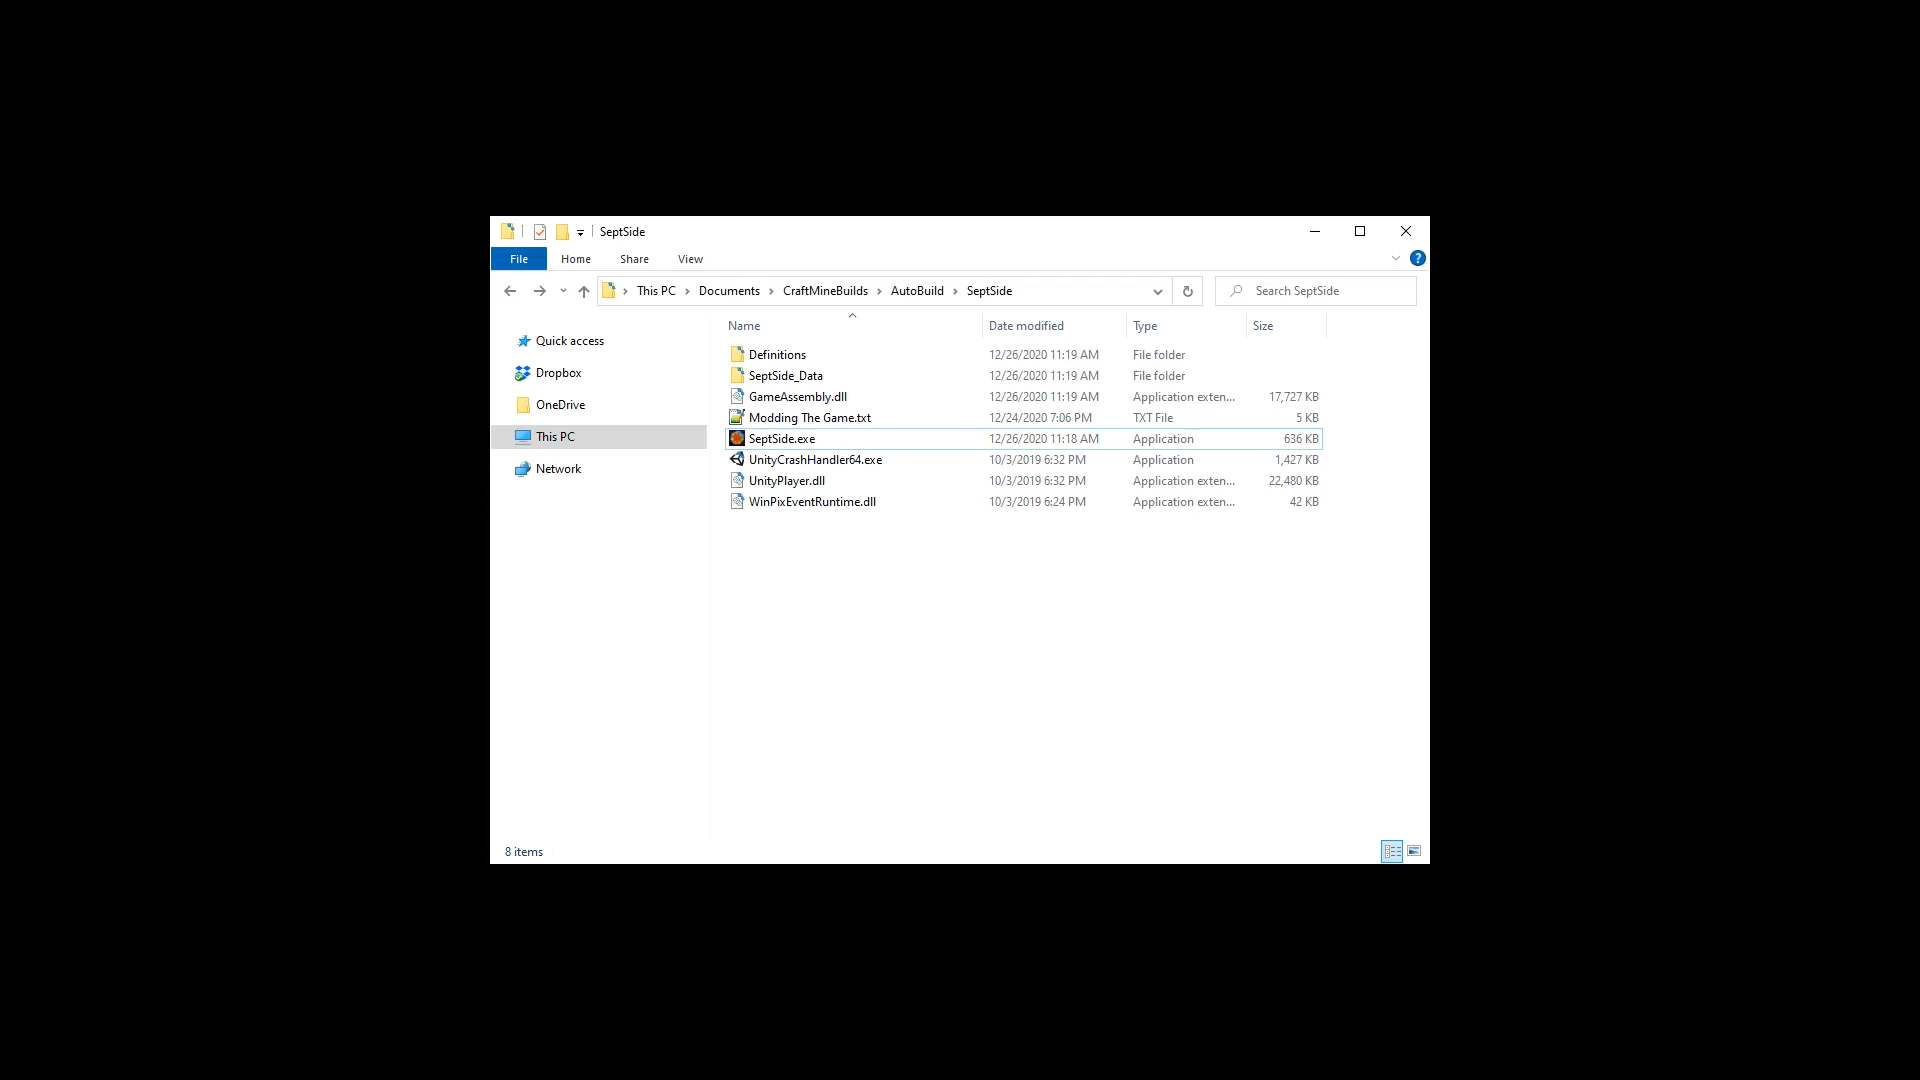 SeptSide
File Home Share View
This PC Documents CraftMineBuilds AutoBuild SeptSide Search SeptSide
Name Date modified Type Size
Quick access
Dropbox
OneDrive
This PC
Network
Definitions 12/26/2020 11:19 AM File folder
SeptSide_Data 12/26/2020 11:19 AM File folder
GameAssembly.dll 12/26/2020 11:19 AM Application exten... 17,727 KB
Modding The Game.txt 12/24/2020 7:06 PM TXT File 5 KB
SeptSide.exe 12/26/2020 11:18 AM Application 636 KB
UnityCrashHandler64.exe 10/3/2019 6:32 PM Application 1,427 KB
UnityPlayer.dll 10/3/2019 6:32 PM Application exten... 22,480 KB
WinPixEventRuntime.dll 10/3/2019 6:24 PM Application exten... 42 KB
8 items